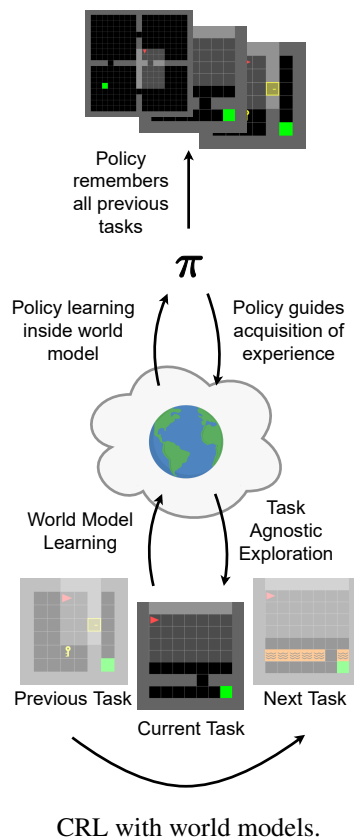 Policy
remembers
all previous
tasks
π
Policy learning
inside world
model
Policy guides
acquisition of
experience
World Model
Learning
Task
Agnostic
Exploration
Previous Task
Current Task
Next Task
CRL with world models.